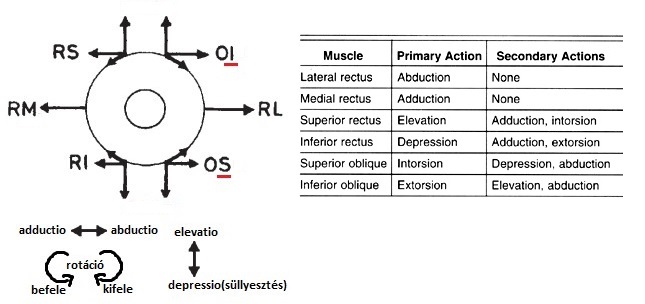 RS OI
RM RL
RI OS
adductio abductio elevatio
rotáció
befele kifele depressio(süllyesztés)
Muscle Primary Action Secondary Actions
Lateral rectus Abduction None
Medial rectus Adduction None
Superior rectus Elevation Adduction, intorsion
Inferior rectus Depression Adduction, extorsion
Superior oblique Intorsion Depression, abduction
Inferior oblique Extorsion Elevation, abduction